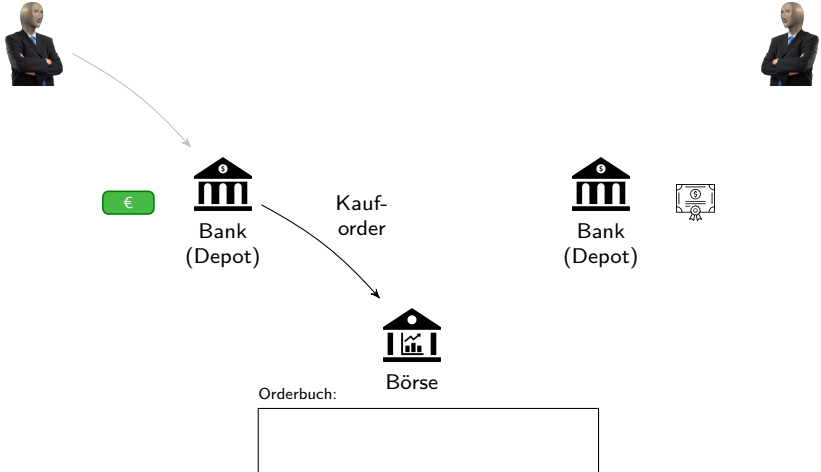 €
Bank
(Depot)
Kauf-
order
Bank
(Depot)
Börse
Orderbuch: